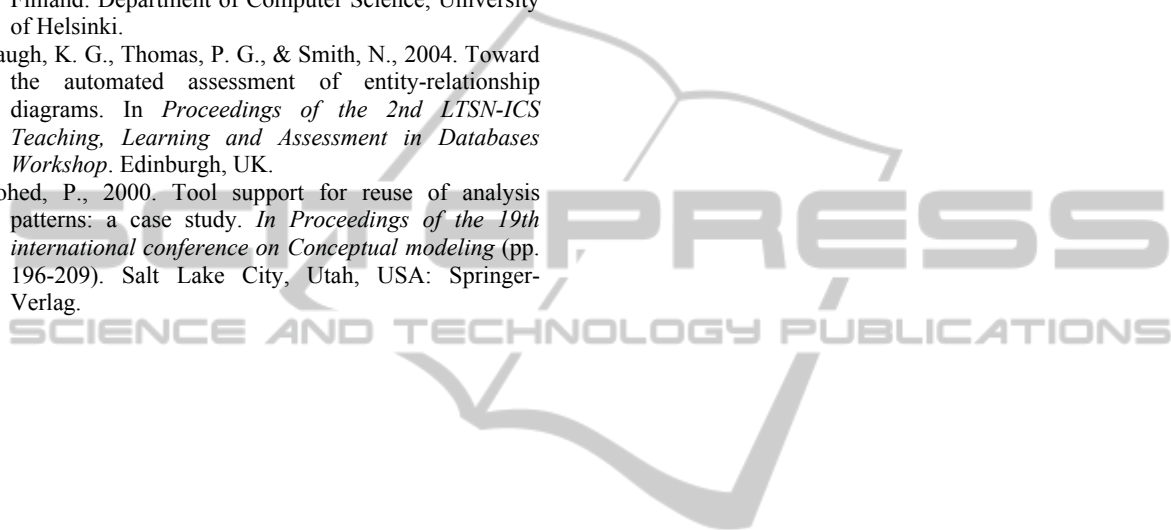 Finland: Department of Computer Science, University
of Helsinki.
augh, K. G., Thomas, P. G., & Smith, N., 2004. Toward
the automated assessment of entity-relationship
diagrams. In Proceedings of the 2nd LTSN-ICS
Teaching, Learning and Assessment in Databases
Workshop. Edinburgh, UK.
ohed, P., 2000. Tool support for reuse of analysis
patterns: a case study. In Proceedings of the 19th
international conference on Conceptual modeling (pp.
196-209). Salt Lake City, Utah, USA: Springer-
Verlag.
SCITEPRESS
SCIENCE AND TECHNOLOGY PUBLICATIONS